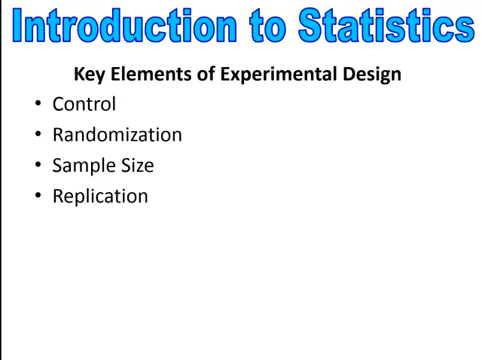 Introduction to Statistics
Key Elements of Experimental Design
• Control
• Randomization
• Sample Size
• Replication